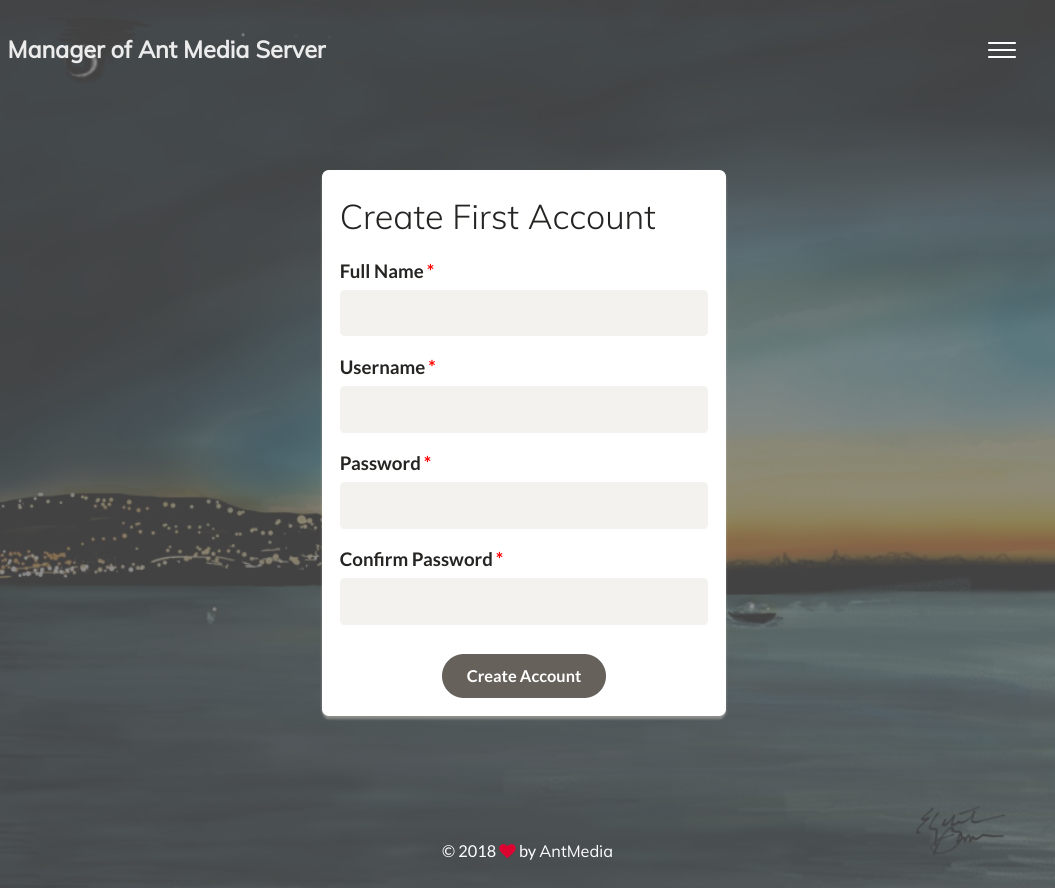 Manager of Ant Media Server
Create First Account
Full Name *
Username *
Password *
Confirm Password *
Create Account
© 2018 ♥ by AntMedia